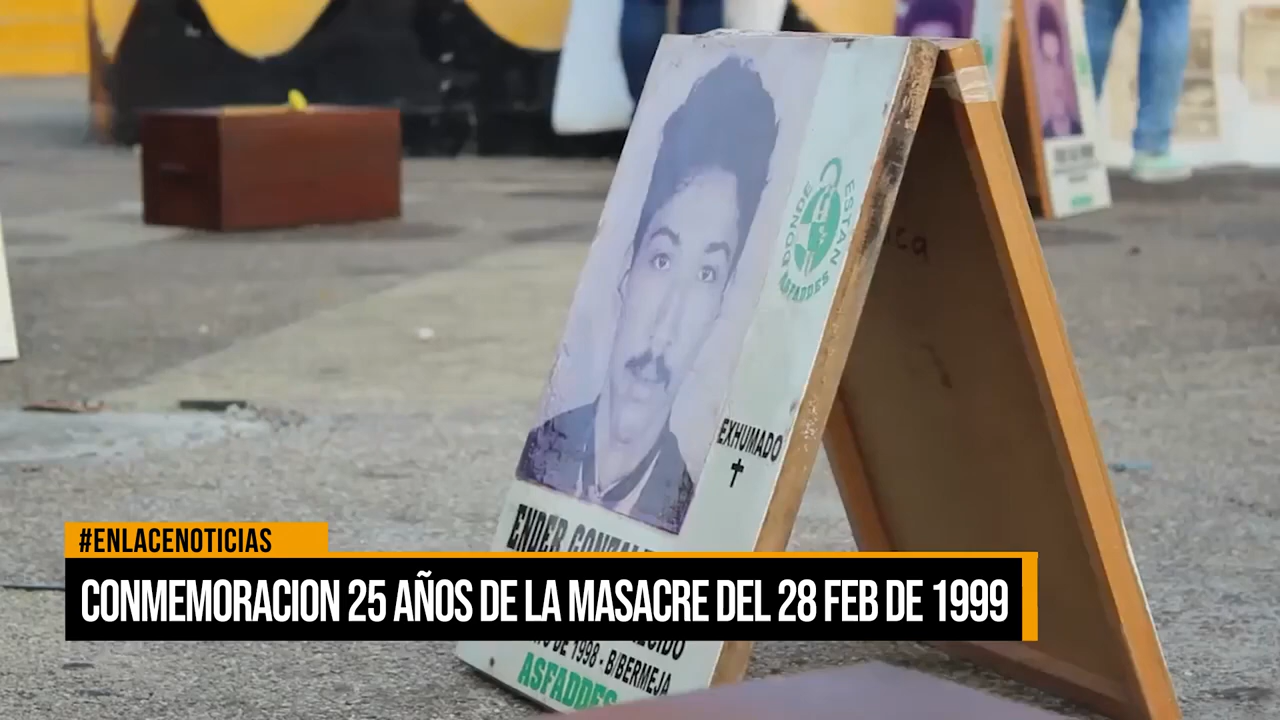 ESTAN
DONDE
ASFADDES
EXHUMADO
ENDER
#ENLACENOTICIAS
CONMEMORACION 25 AÑOS DE LA MASACRE DEL 28 FEB DE 1999
DE 1998 - B/BERMEJA
ASFADDES